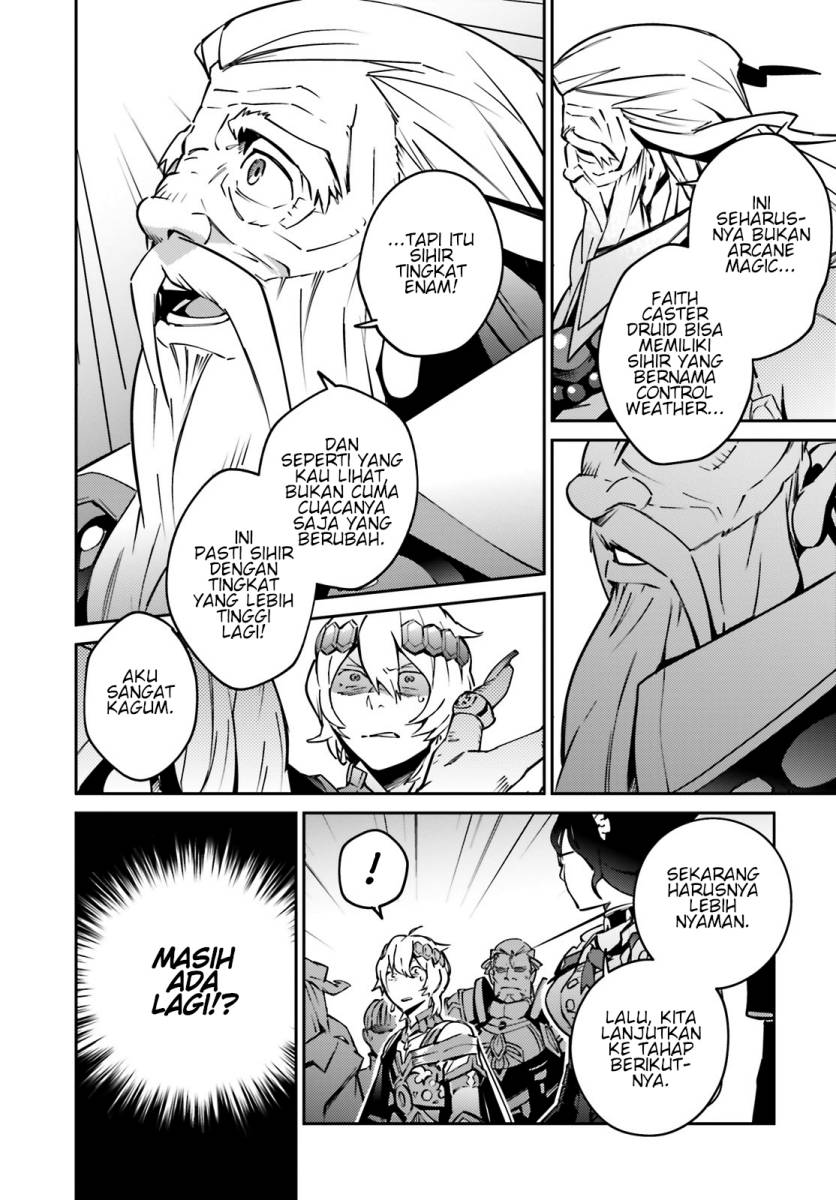 INI
SEHARUS-
NYA BUKAN
ARCANE
MAGIC...
FAITH
CASTER
DRUID BISA
MEMILIKI
SIHIR YANG
BERNAMA
CONTROL
WEATHER...
...TAPI ITU
SIHIR
TINGKAT
ENAM!
DAN
SEPERTI YANG
KAU LIHAT,
BUKAN CUMA
CUACANYA
SAJA YANG
BERUBAH.
INI
PASTI SIHIR
DENGAN
TINGKAT
YANG LEBIH
TINGGI
LAGI!
AKU
SANGAT
KAGUM.
SEKARANG
HARUSNYA
LEBIH
NYAMAN.
LALU, KITA
LANJUTKAN
KE TAHAP
BERIKUT-
NYA.
!
MASIH
ADA
LAGI!?